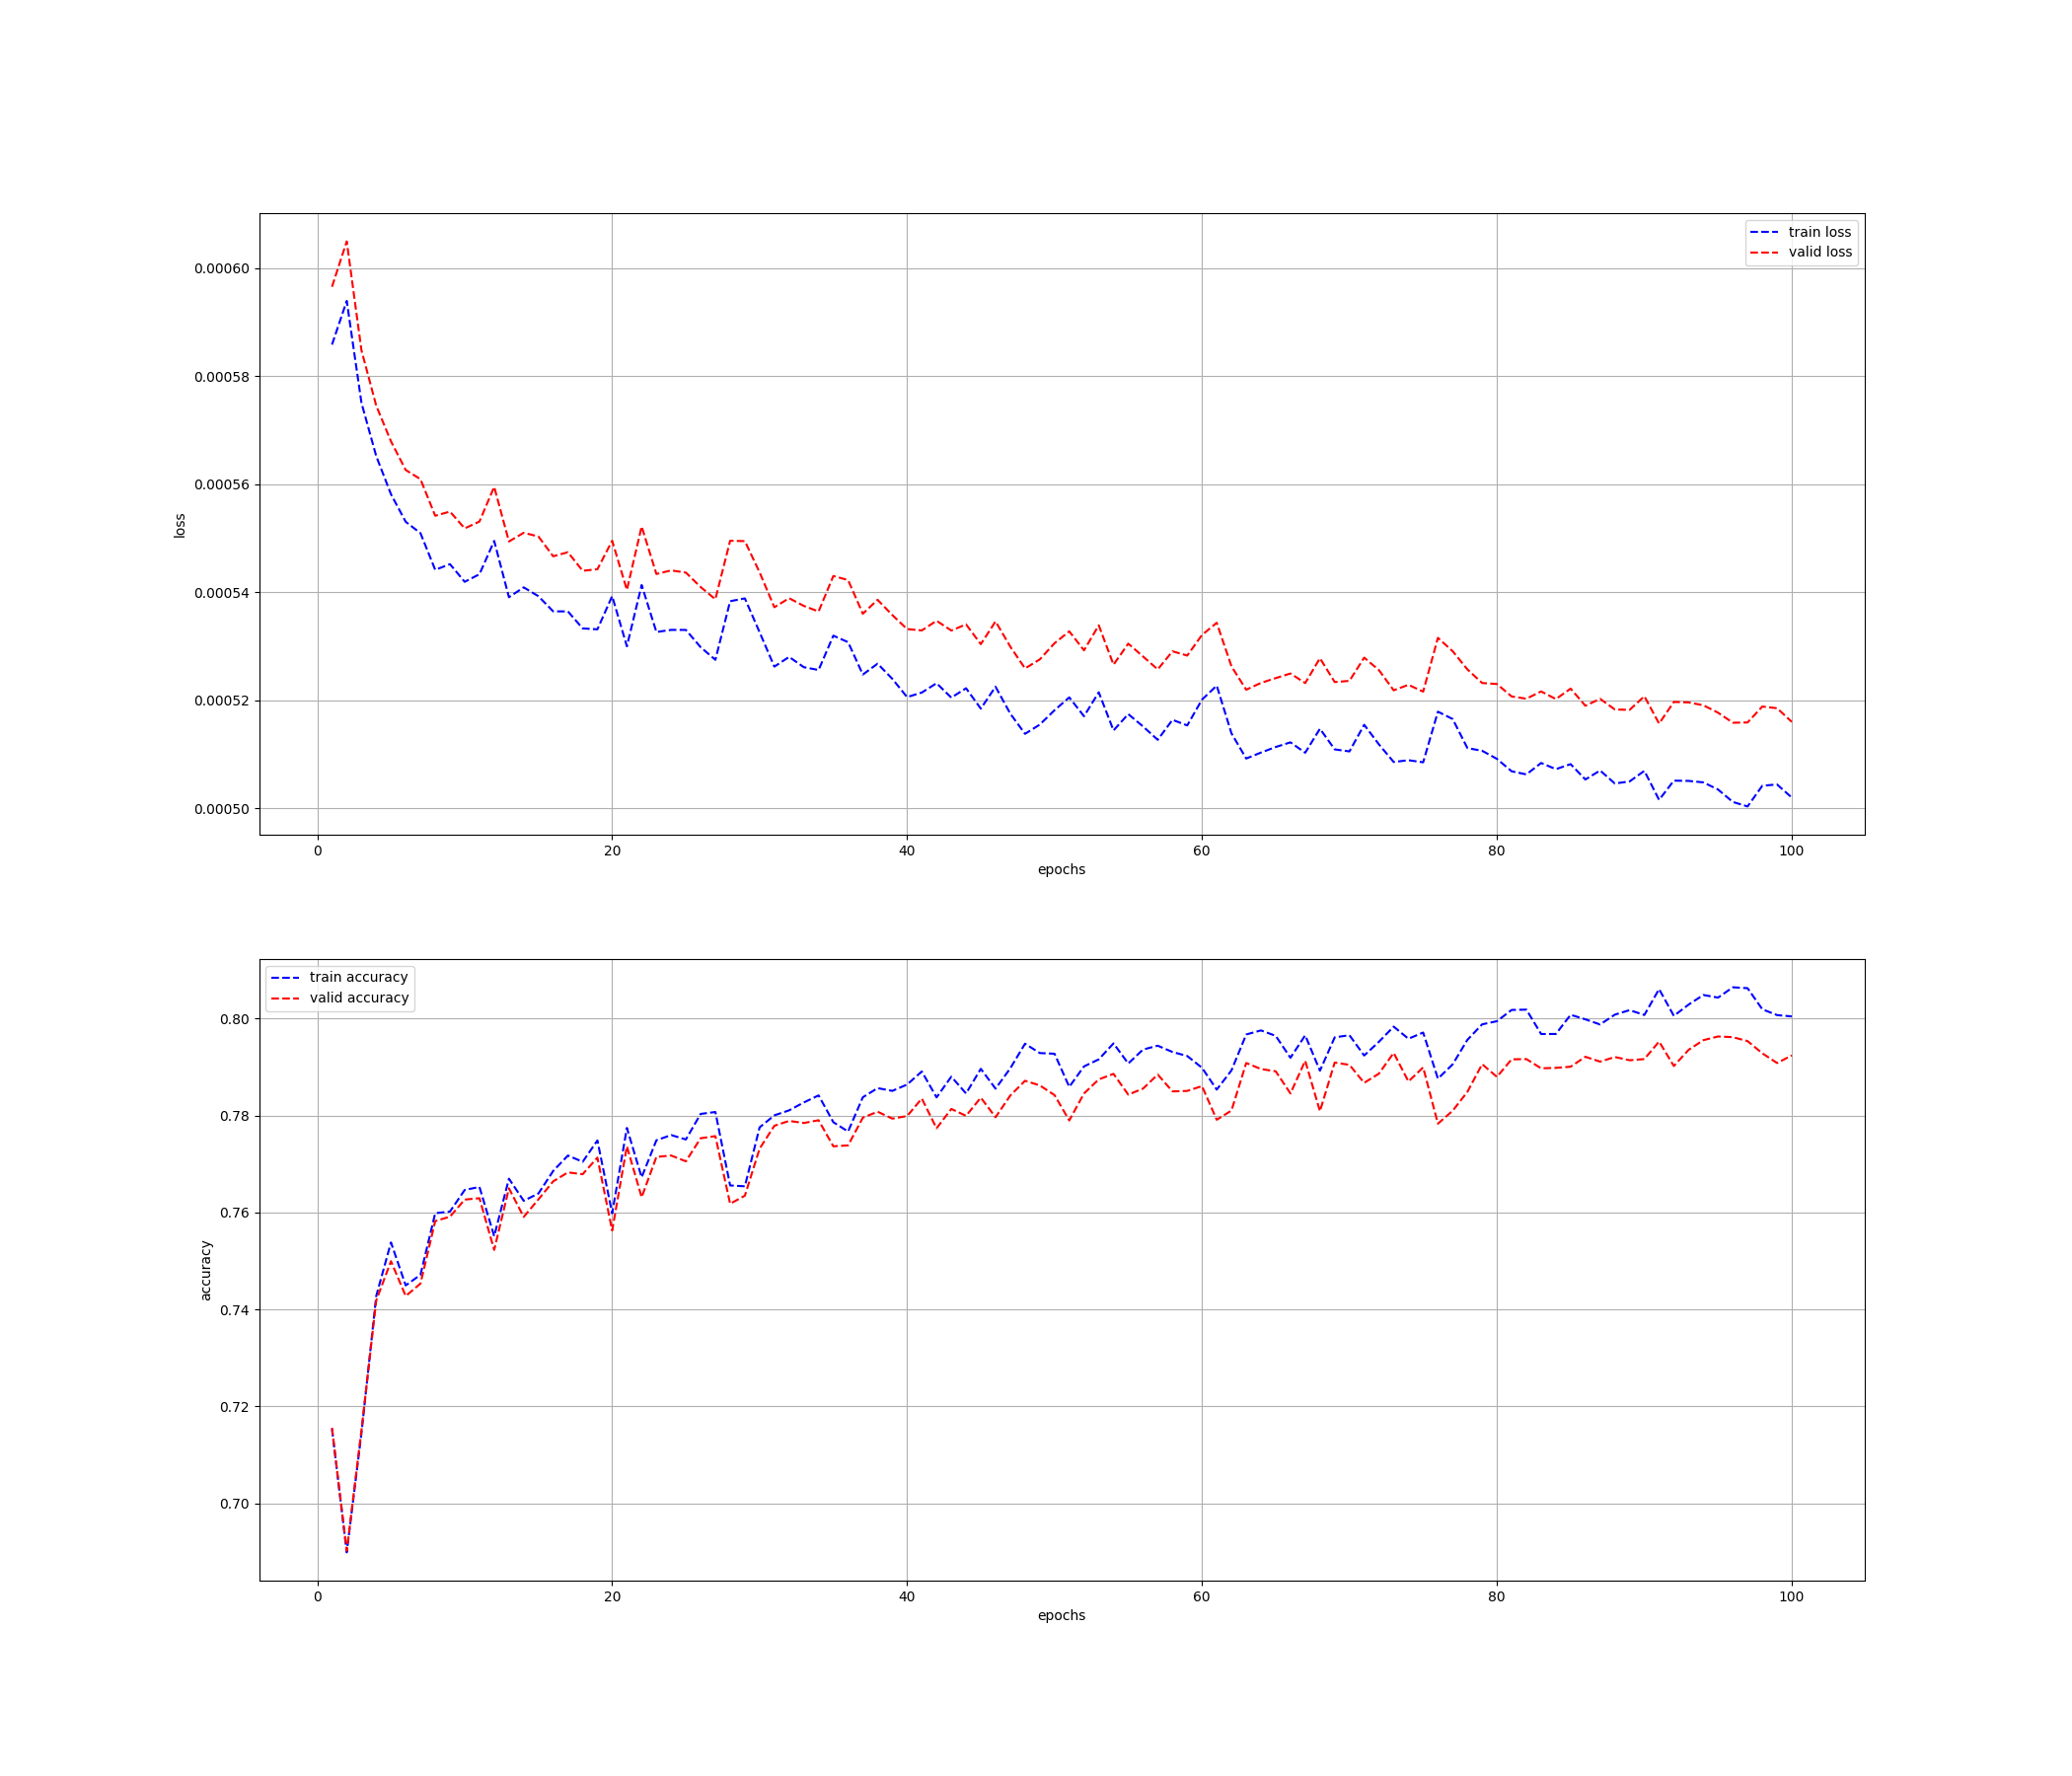 train loss
valid loss
0.00060
0.00058
0.00056
0.00054
0.00052
0.00050
loss
0 20 40 60 80 100
epochs
train accuracy
valid accuracy
0.80
0.78
0.76
0.74
0.72
0.70
accuracy
0 20 40 60 80 100
epochs